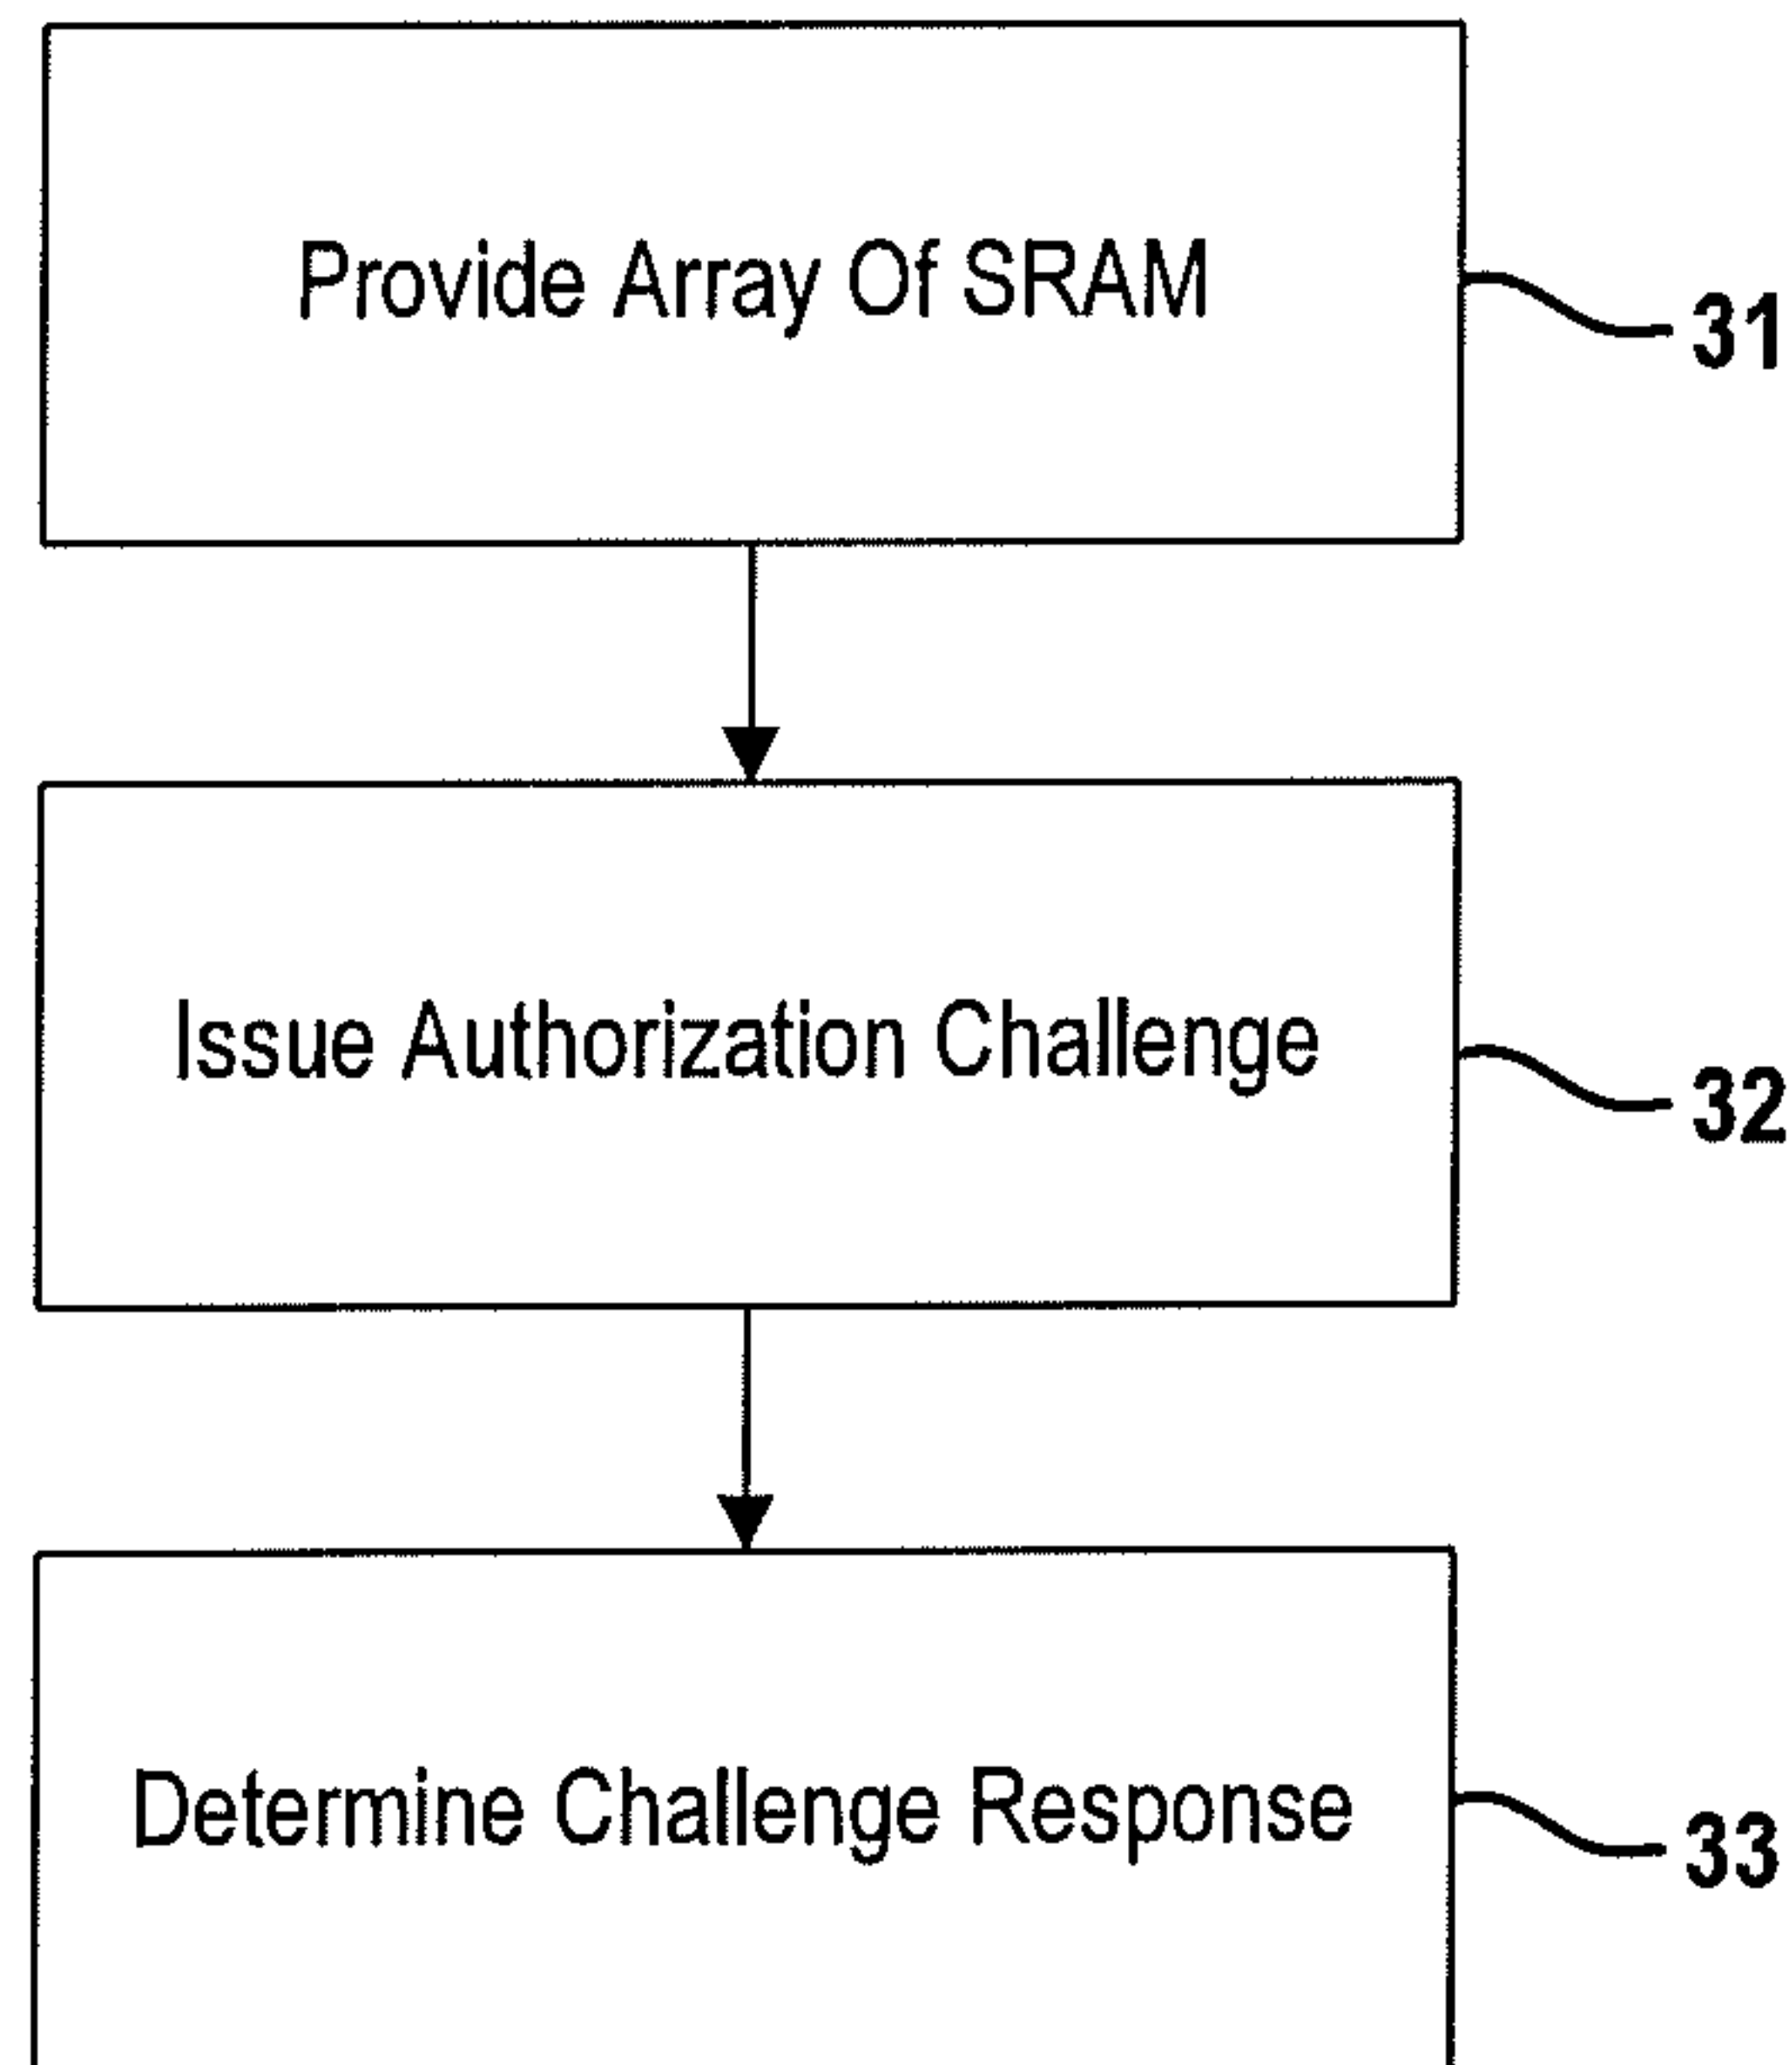 Provide Array Of SRAM
31
Issue Authorization Challenge
32
Determine Challenge Response
33